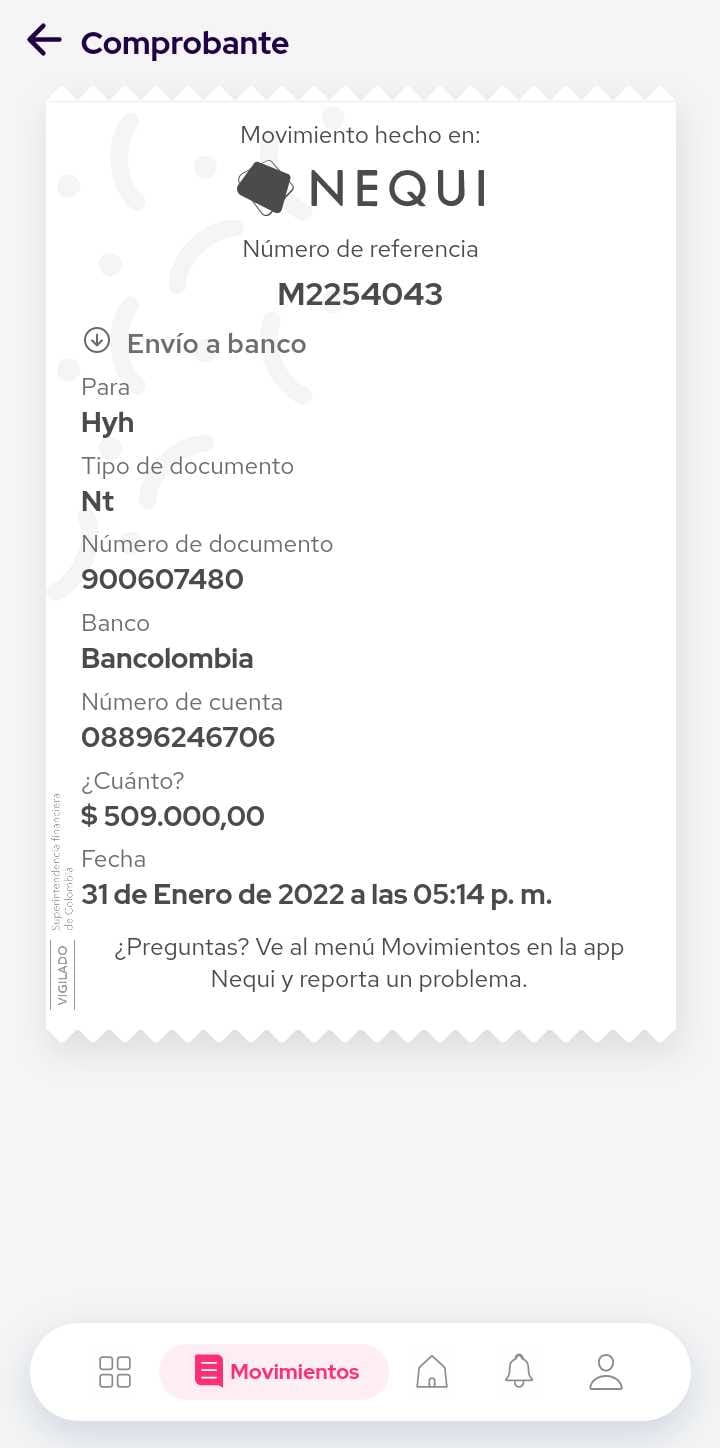 Comprobante
Movimiento hecho en:
NEQUI
Número de referencia
M2254043
Envío a banco
Para
Hyh
Tipo de documento
Nt
Número de documento
900607480
Banco
Bancolombia
Número de cuenta
08896246706
¿Cuánto?
$ 509.000,00
Fecha
31 de Enero de 2022 a las 05:14 p. m.
¿Preguntas? Ve al menú Movimientos en la app
Nequi y reporta un problema.
VIGILADO
Superintendencia financiera
de Colombia
Movimientos